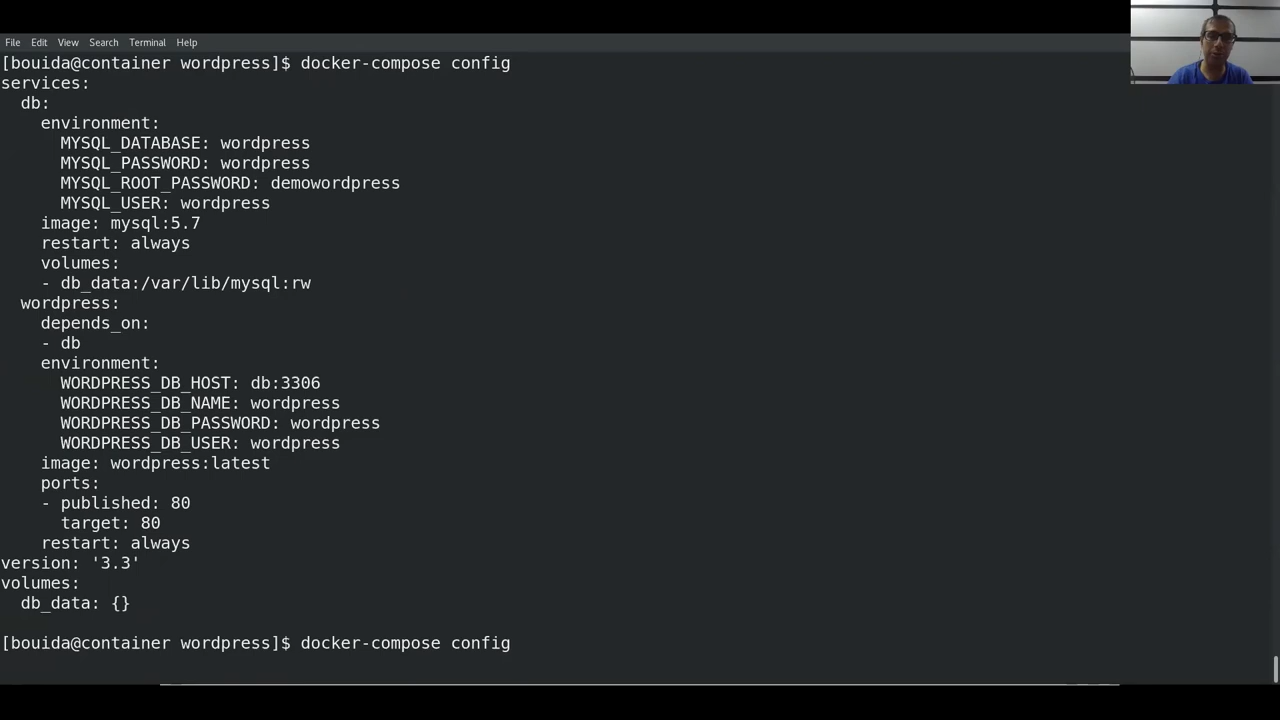 File Edit View Search Terminal Help
[bouida@container wordpress]$ docker-compose config
services:
  db:
    environment:
      MYSQL_DATABASE: wordpress
      MYSQL_PASSWORD: wordpress
      MYSQL_ROOT_PASSWORD: demowordpress
      MYSQL_USER: wordpress
    image: mysql:5.7
    restart: always
    volumes:
    - db_data:/var/lib/mysql:rw
  wordpress:
    depends_on:
    - db
    environment:
      WORDPRESS_DB_HOST: db:3306
      WORDPRESS_DB_NAME: wordpress
      WORDPRESS_DB_PASSWORD: wordpress
      WORDPRESS_DB_USER: wordpress
    image: wordpress:latest
    ports:
    - published: 80
      target: 80
    restart: always
version: '3.3'
volumes:
  db_data: {}
[bouida@container wordpress]$ docker-compose config